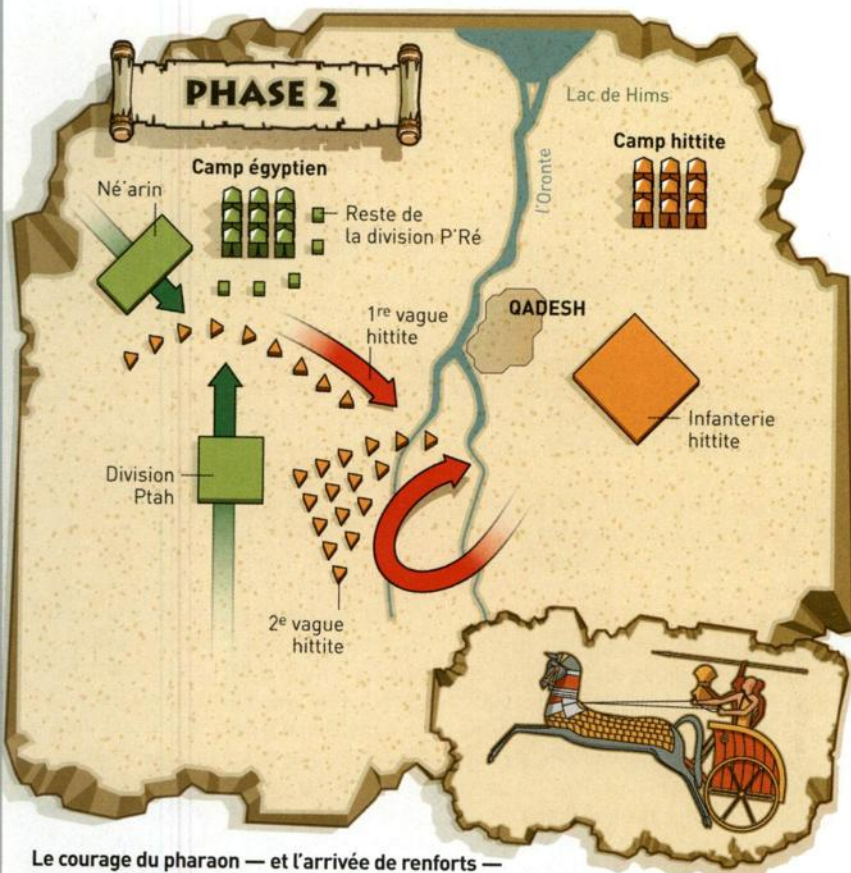 PHASE 2
Lac de Hims
Camp hittite
l'Oronte
Camp égyptien
Né'arin
Reste de
la division P'Ré
1re vague
hittite
QADESH
Infanterie
hittite
Division
Ptah
2e vague
hittite
Le courage du pharaon — et l'arrivée de renforts —